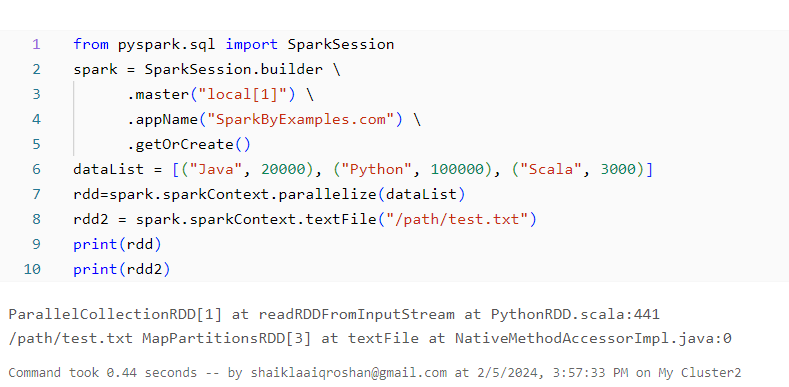 1 from pyspark.sql import SparkSession
2 spark = SparkSession.builder \
3 .master("local[1]") \
4 .appName("SparkByExamples.com") \
5 .getOrCreate()
6 dataList = [("Java", 20000), ("Python", 100000), ("Scala", 3000)]
7 rdd=spark.sparkContext.parallelize(dataList)
8 rdd2 = spark.sparkContext.textFile("/path/test.txt")
9 print(rdd)
10 print(rdd2)
ParallelCollectionRDD[1] at readRDDFromInputStream at PythonRDD.scala:441
/path/test.txt MapPartitionsRDD[3] at textFile at NativeMethodAccessorImpl.java:0
Command took 0.44 seconds -- by shaiklaaiqroshan@gmail.com at 2/5/2024, 3:57:33 PM on My Cluster2